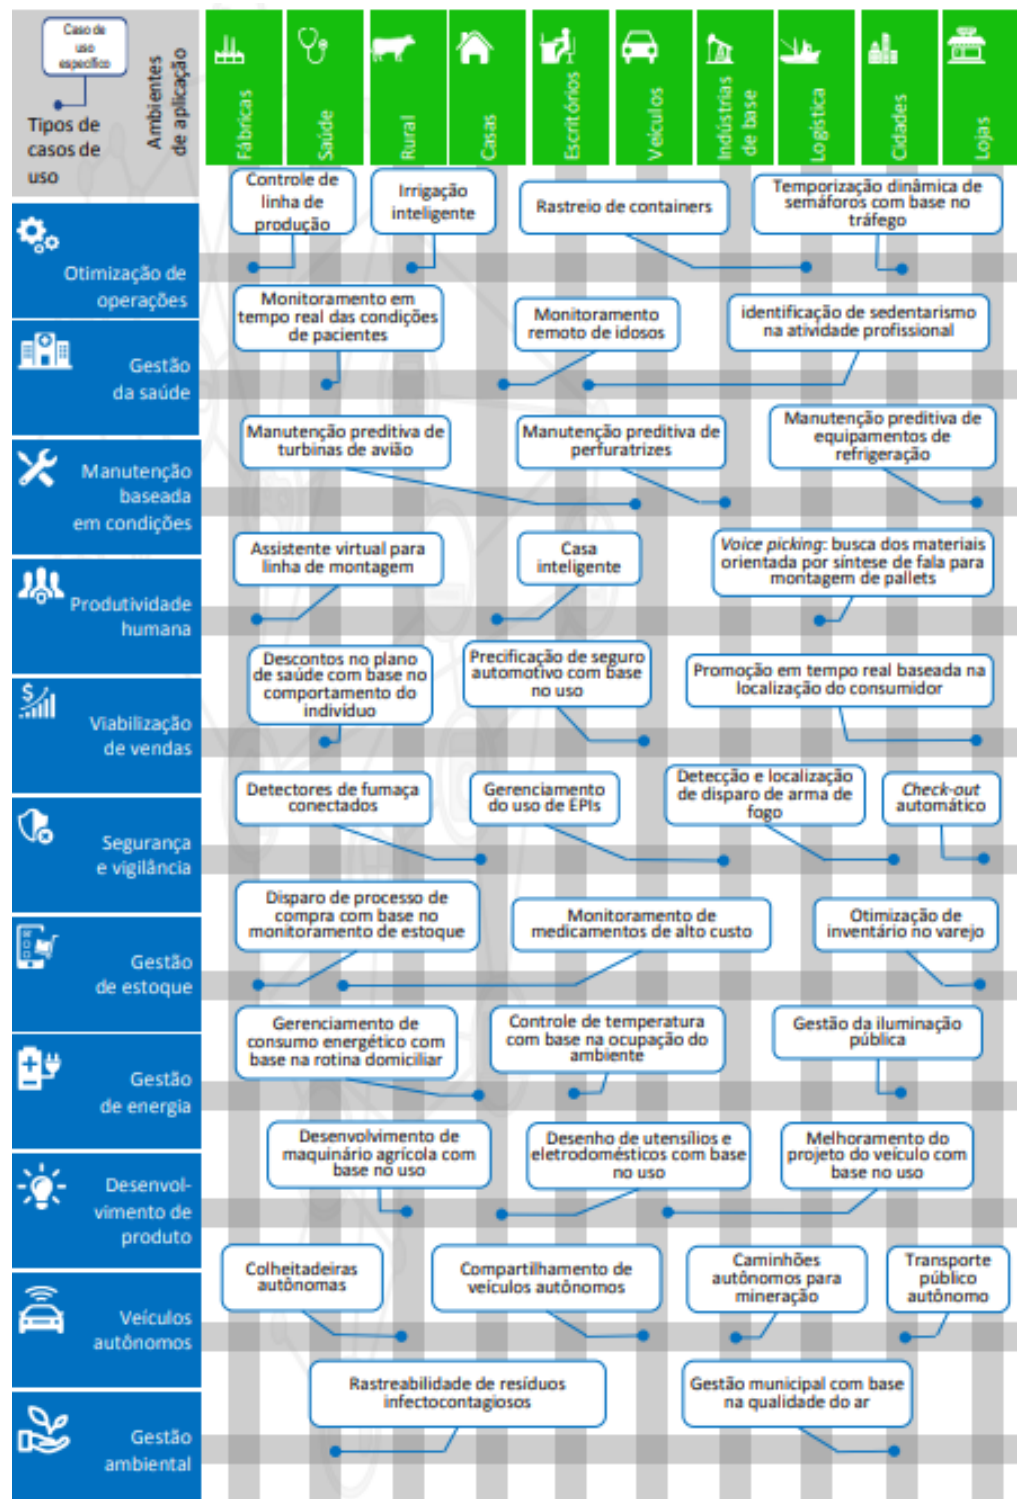 Caso de
uso
específico
Tipos de
casos de
uso
Ambientes
de aplicação
Fábricas
Saúde
Rural
Casas
Escritórios
Veículos
Indústrias
de base
Logística
Cidades
Lojas
Otimização de
operações
Controle de
linha de
produção
Irrigação
inteligente
Rastreio de containers
Temporização dinâmica de
semáforos com base no
tráfego
Gestão
da saúde
Monitoramento em
tempo real das condições
de pacientes
Monitoramento
remoto de idosos
identificação de sedentarismo
na atividade profissional
Manutenção
baseada
em condições
Manutenção preditiva de
turbinas de avião
Manutenção preditiva de
perfuratrizes
Manutenção preditiva de
equipamentos de
refrigeração
Produtividade
humana
Assistente virtual para
linha de montagem
Casa
inteligente
Voice picking: busca dos materiais
orientada por síntese de fala para
montagem de pallets
Viabilização
de vendas
Descontos no plano
de saúde com base no
comportamento do
indivíduo
Precificação de seguro
automotivo com base
no uso
Promoção em tempo real baseada na
localização do consumidor
Segurança
e vigilância
Detectores de fumaça
conectados
Gerenciamento
do uso de EPIs
Detecção e localização
de disparo de arma de
fogo
Check-out
automático
Gestão
de estoque
Disparo de processo de
compra com base no
monitoramento de estoque
Monitoramento de
medicamentos de alto custo
Otimização de
inventário no varejo
Gestão
de energia
Gerenciamento de
consumo energético com
base na rotina domiciliar
Controle de temperatura
com base na ocupação do
ambiente
Gestão da iluminação
pública
Desenvol-
vimento de
produto
Desenvolvimento de
maquinário agrícola com
base no uso
Desenho de utensílios e
eletrodomésticos com base
no uso
Melhoramento do
projeto do veículo com
base no uso
Veículos
autônomos
Colheitadeiras
autônomas
Compartilhamento de
veículos autônomos
Caminhões
autônomos para
mineração
Transporte
público
autônomo
Gestão
ambiental
Rastreabilidade de resíduos
infectocontagiosos
Gestão municipal com base
na qualidade do ar